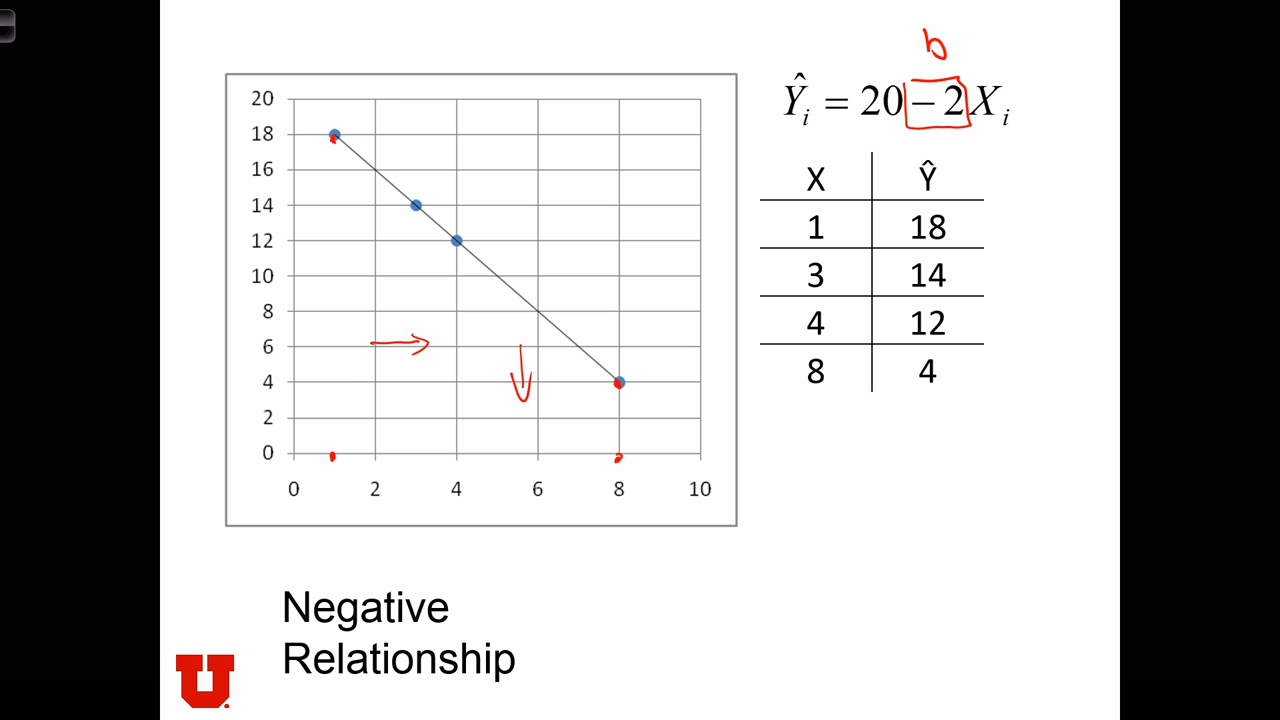 b
Ŷi = 20 − 2Xi
20
18
16
14
12
10
8
6
4
2
0
0 2 4 6 8 10
X Ŷ
1 18
3 14
4 12
8 4
Negative
Relationship
U